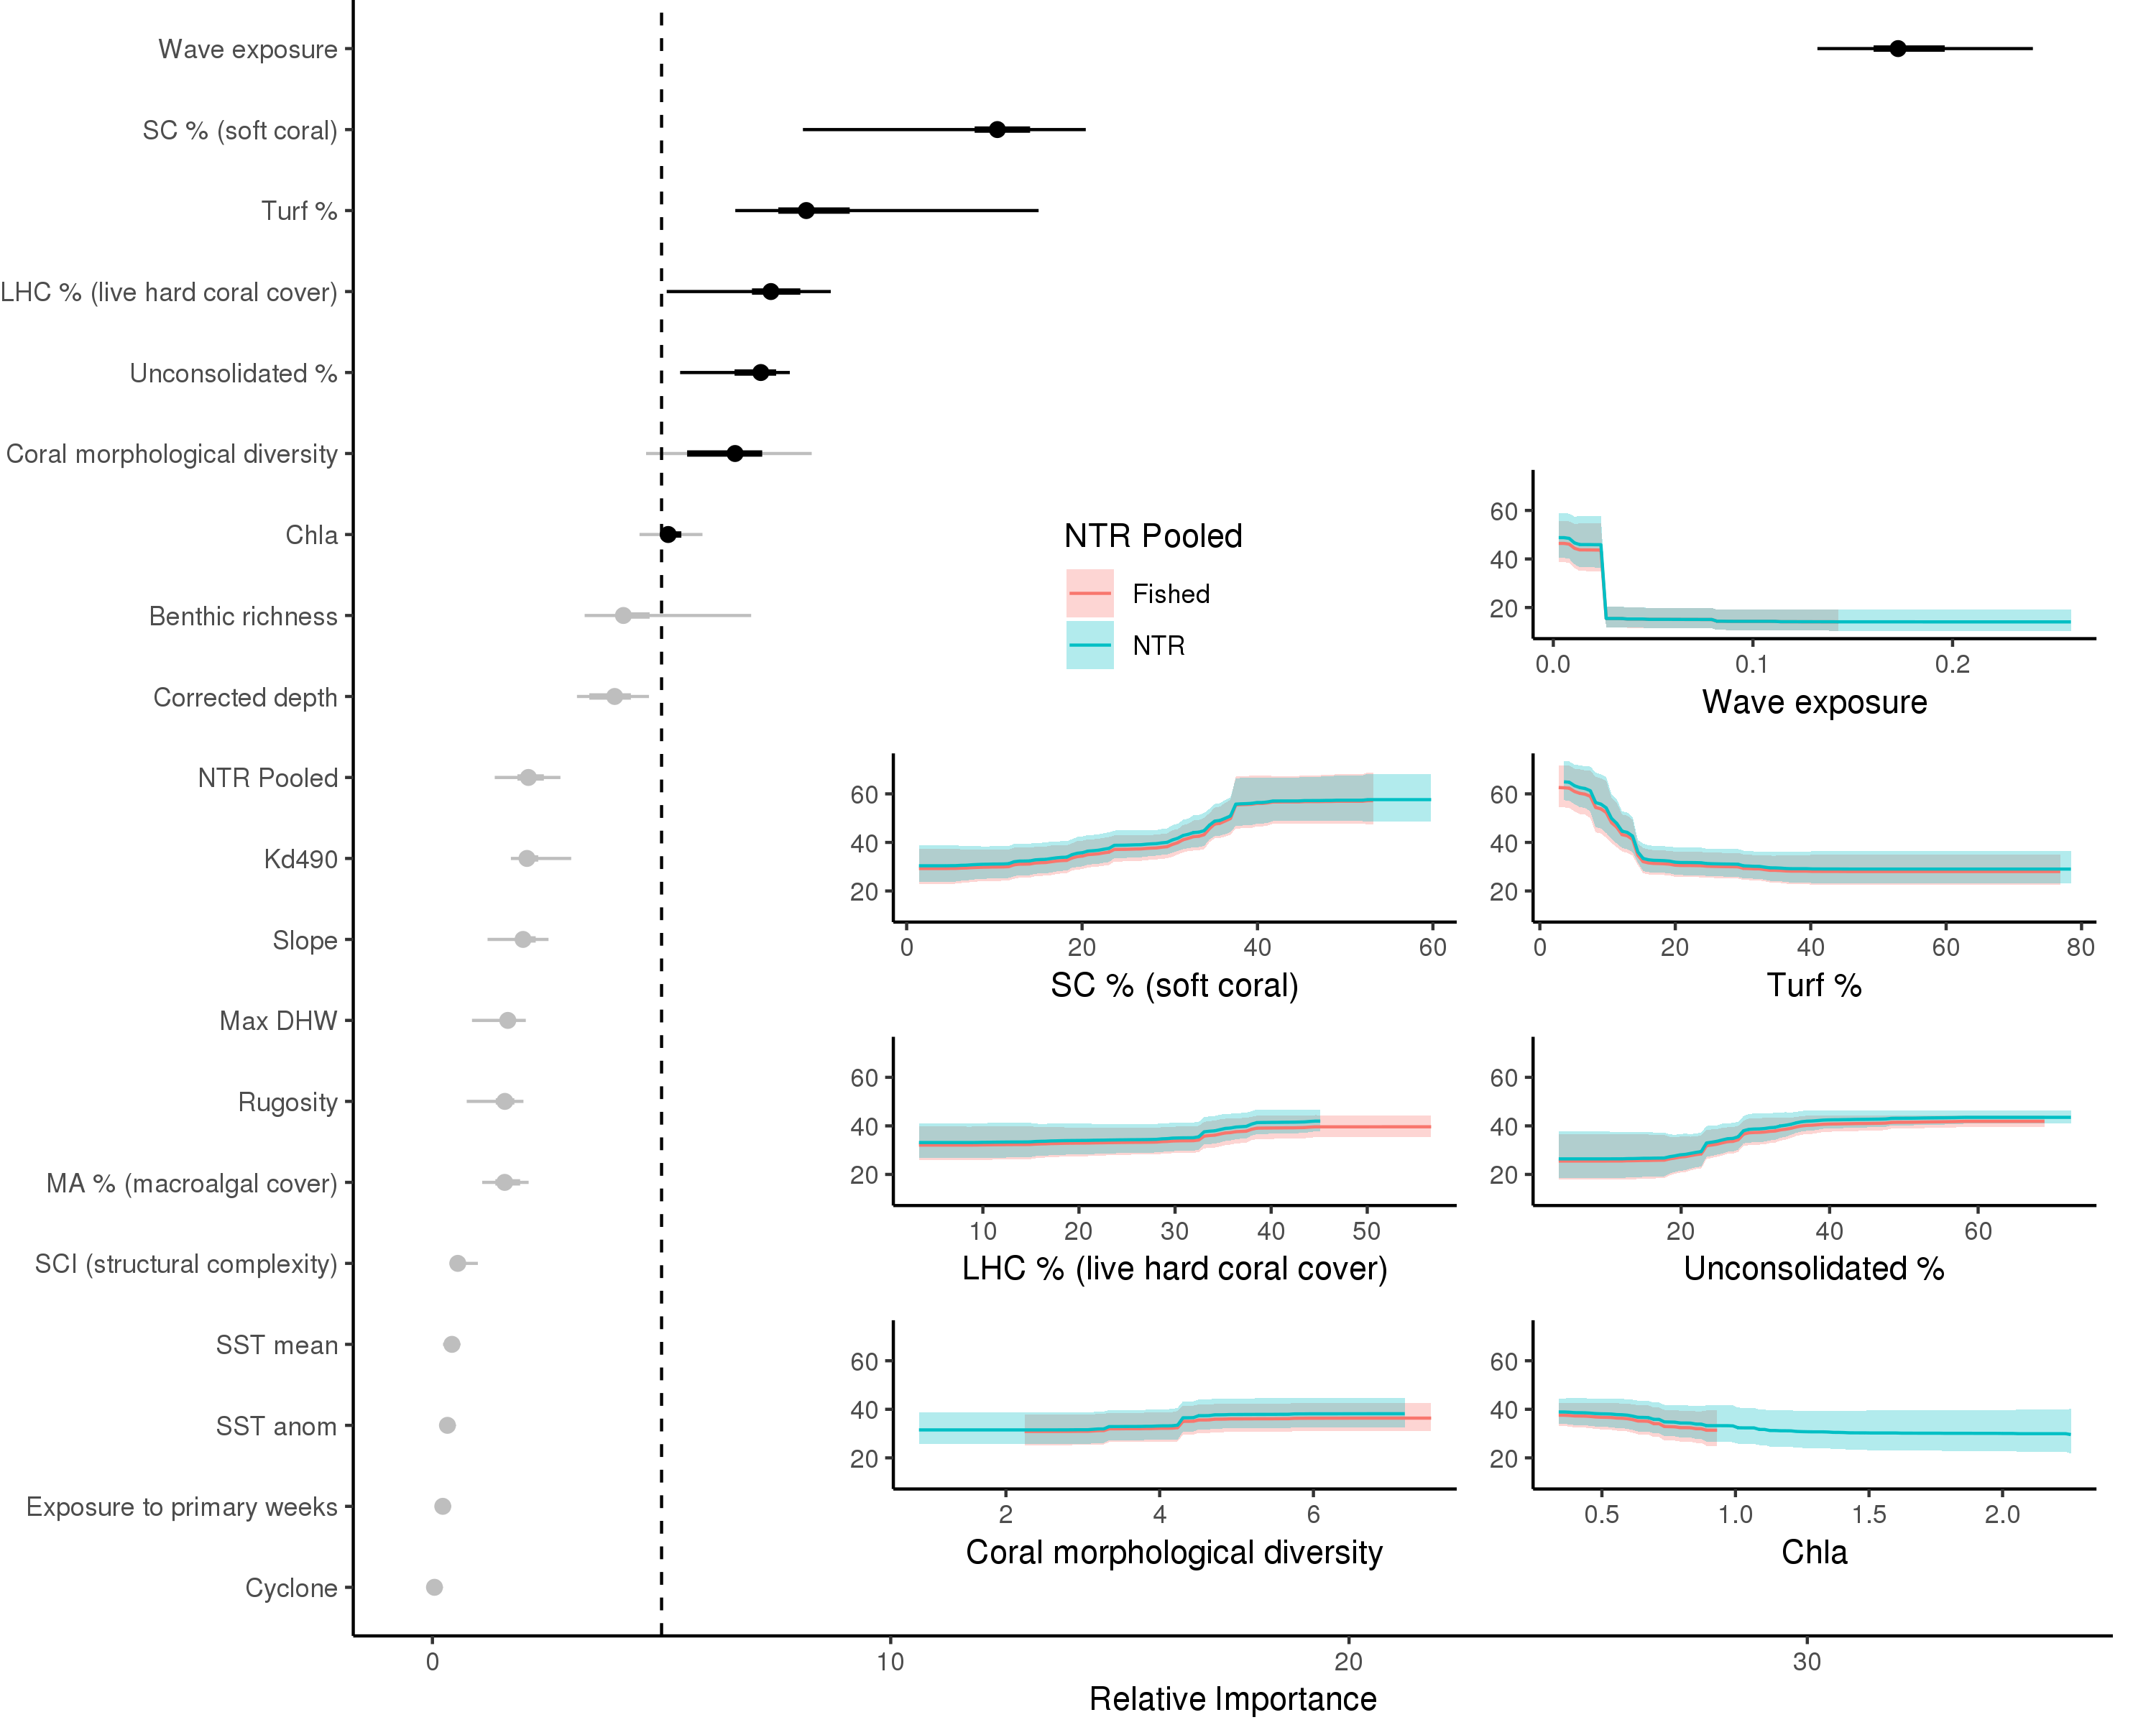 Wave exposure
SC % (soft coral)
Turf %
LHC % (live hard coral cover)
Unconsolidated %
Coral morphological diversity
Chla
Benthic richness
Corrected depth
NTR Pooled
Kd490
Slope
Max DHW
Rugosity
MA % (macroalgal cover)
SCI (structural complexity)
SST mean
SST anom
Exposure to primary weeks
Cyclone
0 10 20 30
Relative Importance
NTR Pooled
Fished
NTR
60
40
20
0.0 0.1 0.2
Wave exposure
60
40
20
0 20 40 60
SC % (soft coral)
60
40
20
0 20 40 60 80
Turf %
60
40
20
10 20 30 40 50
LHC % (live hard coral cover)
60
40
20
20 40 60
Unconsolidated %
60
40
20
2 4 6
Coral morphological diversity
60
40
20
0.5 1.0 1.5 2.0
Chla